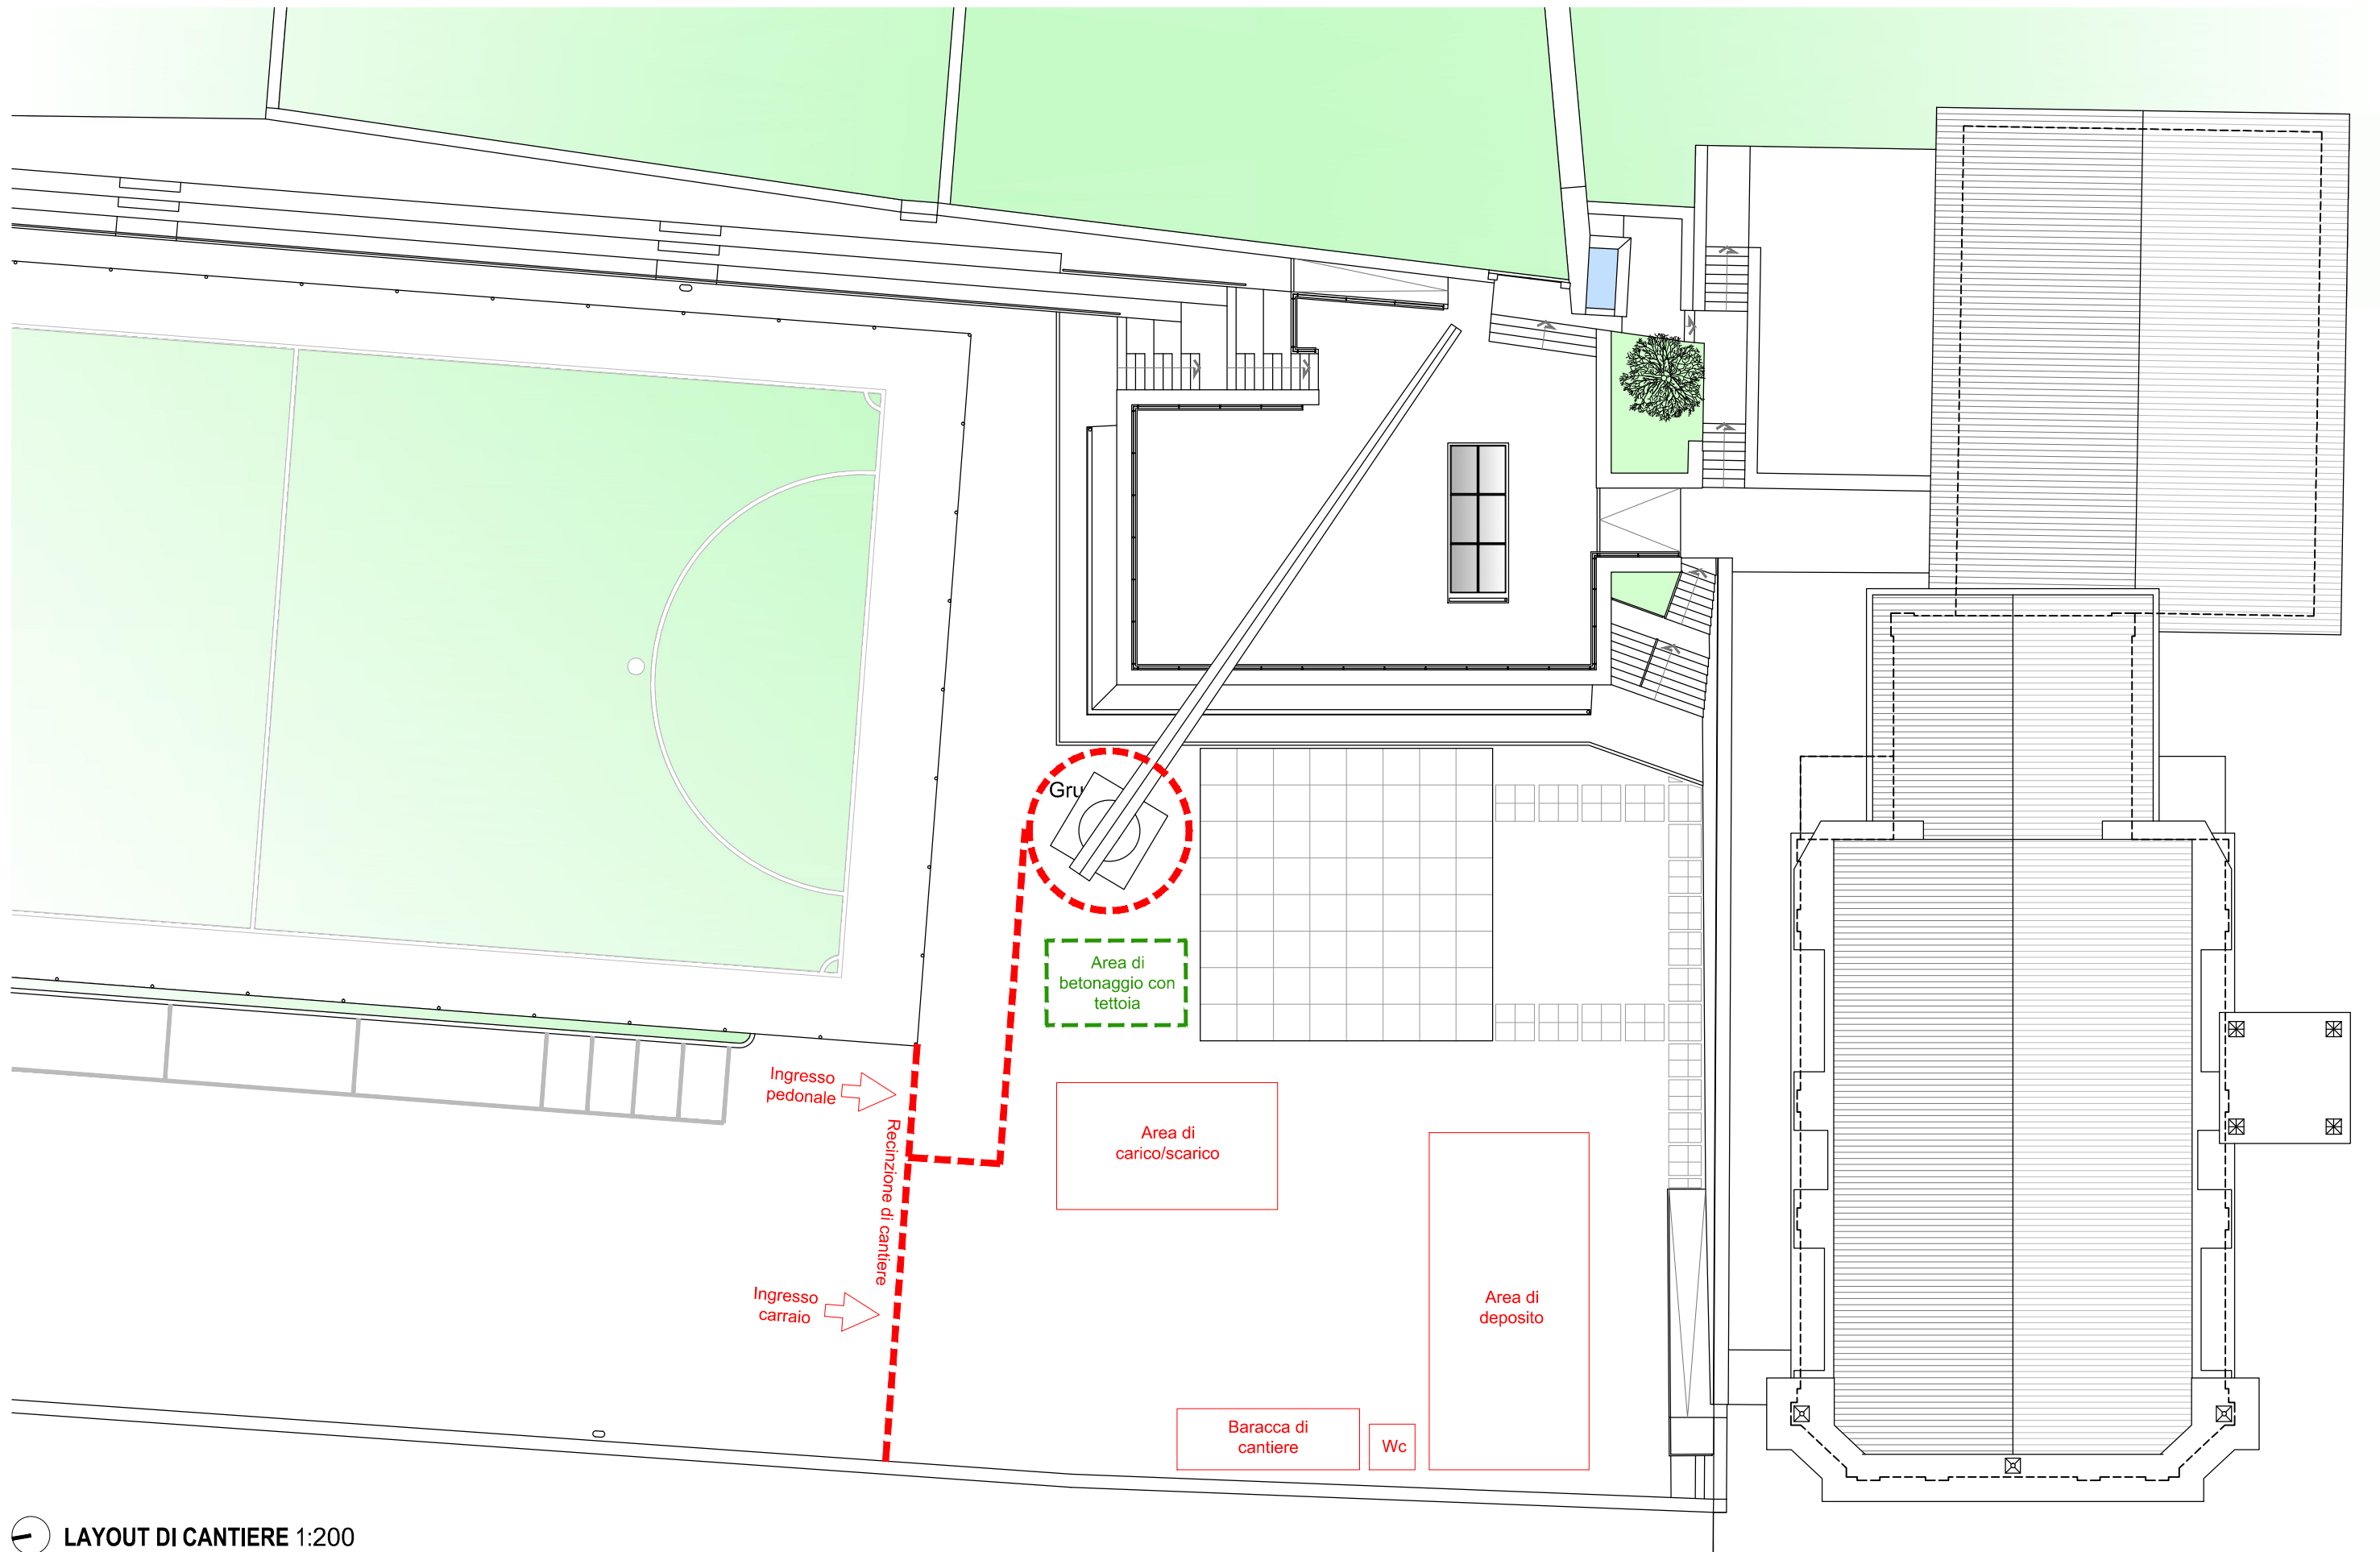 Gru
Area di
betonaggio con
tettoia
Ingresso
pedonale
Recinzione di cantiere
Area di
carico/scarico
Ingresso
carraio
Area di
deposito
Baracca di
cantiere
Wc
LAYOUT DI CANTIERE 1:200